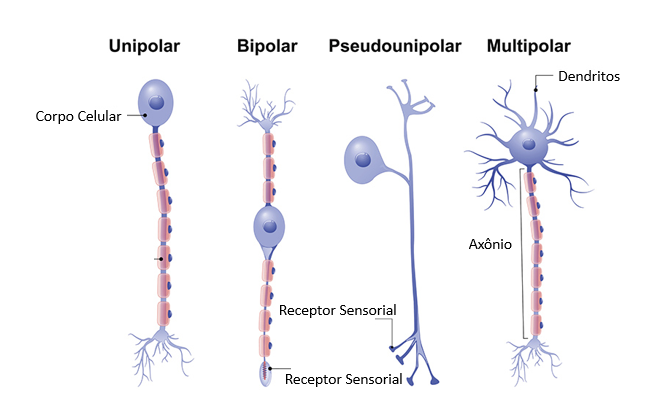 Unipolar
Bipolar
Pseudounipolar
Multipolar
Dendritos
Corpo Celular
Axônio
Receptor Sensorial
Receptor Sensorial